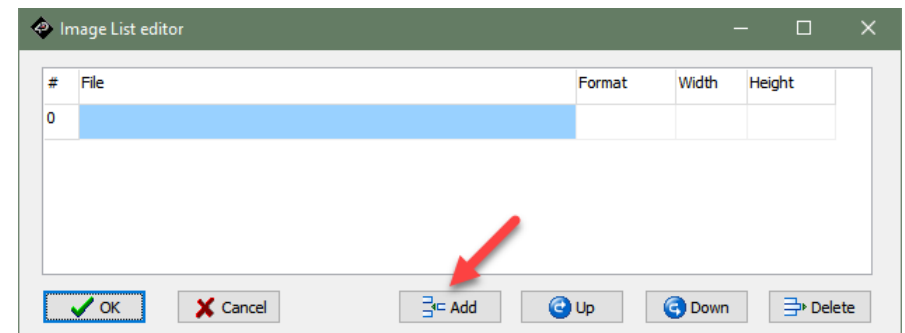 Image List editor
# File Format Width Height
0
OK Cancel Add Up Down Delete